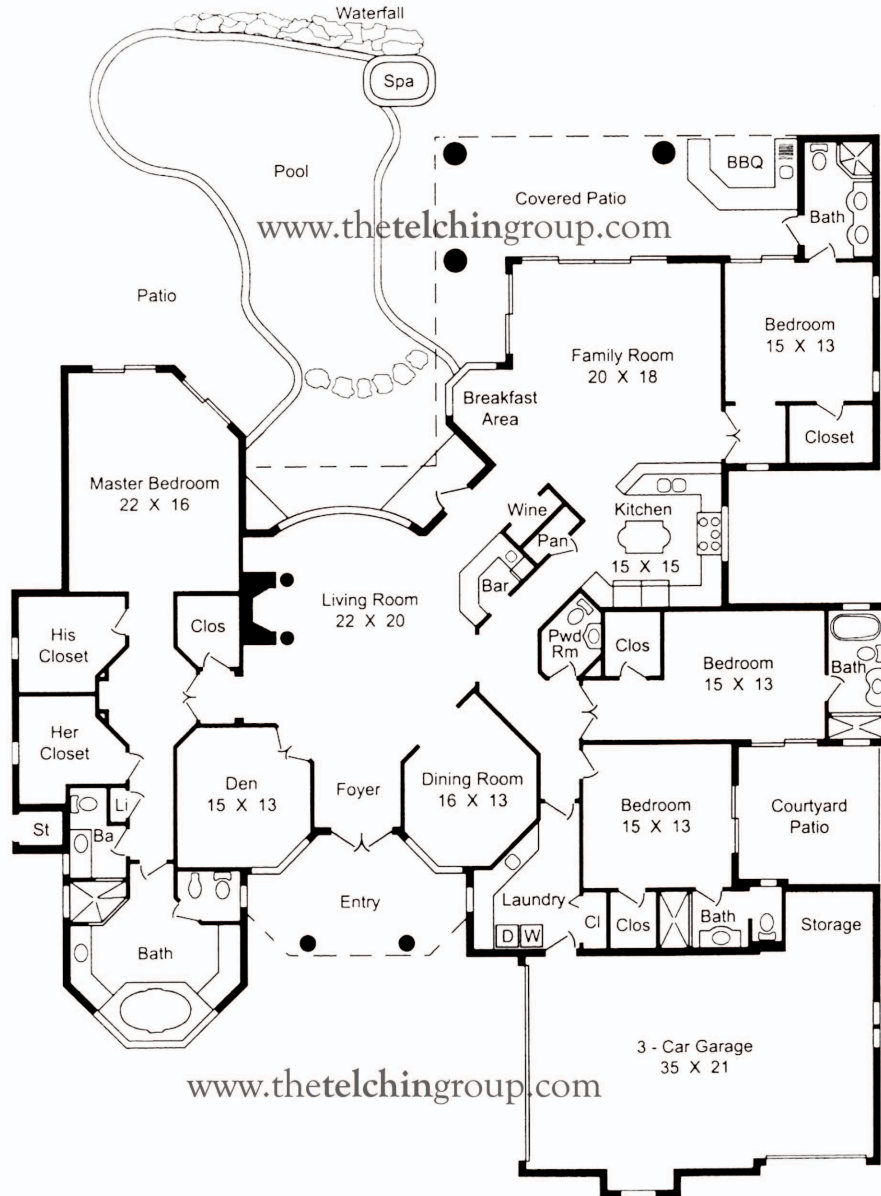 Waterfall
Spa
Pool
BBQ
Covered Patio
Bath
www.thetelchingroup.com
Patio
Bedroom
15 X 13
Family Room
20 X 18
Breakfast
Area
Closet
Master Bedroom
22 X 16
Wine
Kitchen
15 X 15
Pan
Bar
Living Room
22 X 20
His
Closet
Clos
Pwd
Rm
Clos
Bedroom
15 X 13
Bath
Her
Closet
Den
15 X 13
Foyer
Dining Room
16 X 13
Bedroom
15 X 13
Courtyard
Patio
Li
St
Ba
Entry
Laundry
D
W
Cl
Clos
Bath
Storage
Bath
3 - Car Garage
35 X 21
www.thetelchingroup.com